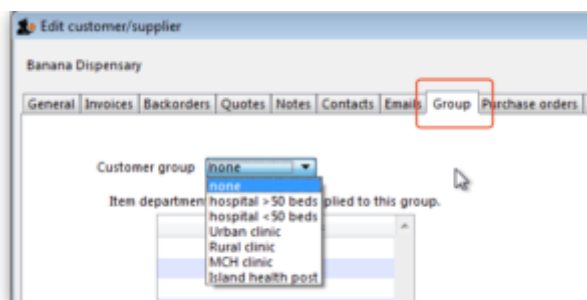 Edit customer/supplier
Banana Dispensary
General Invoices Backorders Quotes Notes Contacts Emails Group Purchase orders
Customer group none
none
Item departmen plied to this group.
hospital >50 beds
hospital <50 beds
Urban clinic
Rural clinic
MCH clinic
Island health post